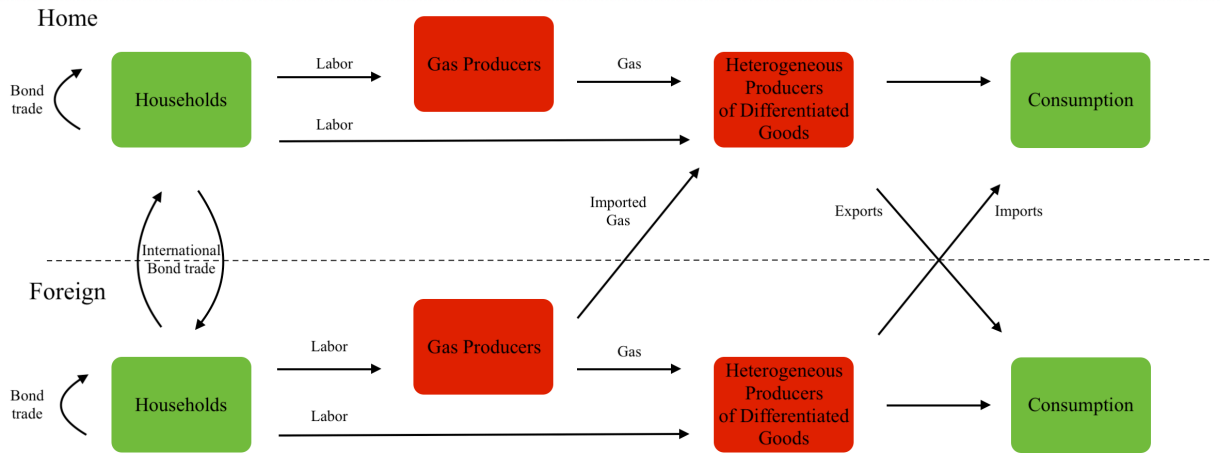 Home
Bond
trade
Households
Labor
Labor
Gas Producers
Gas
Heterogeneous
Producers
of Differentiated
Goods
Consumption
International
Bond trade
Imported
Gas
Exports
Imports
Foreign
Bond
trade
Households
Labor
Labor
Gas Producers
Gas
Heterogeneous
Producers
of Differentiated
Goods
Consumption